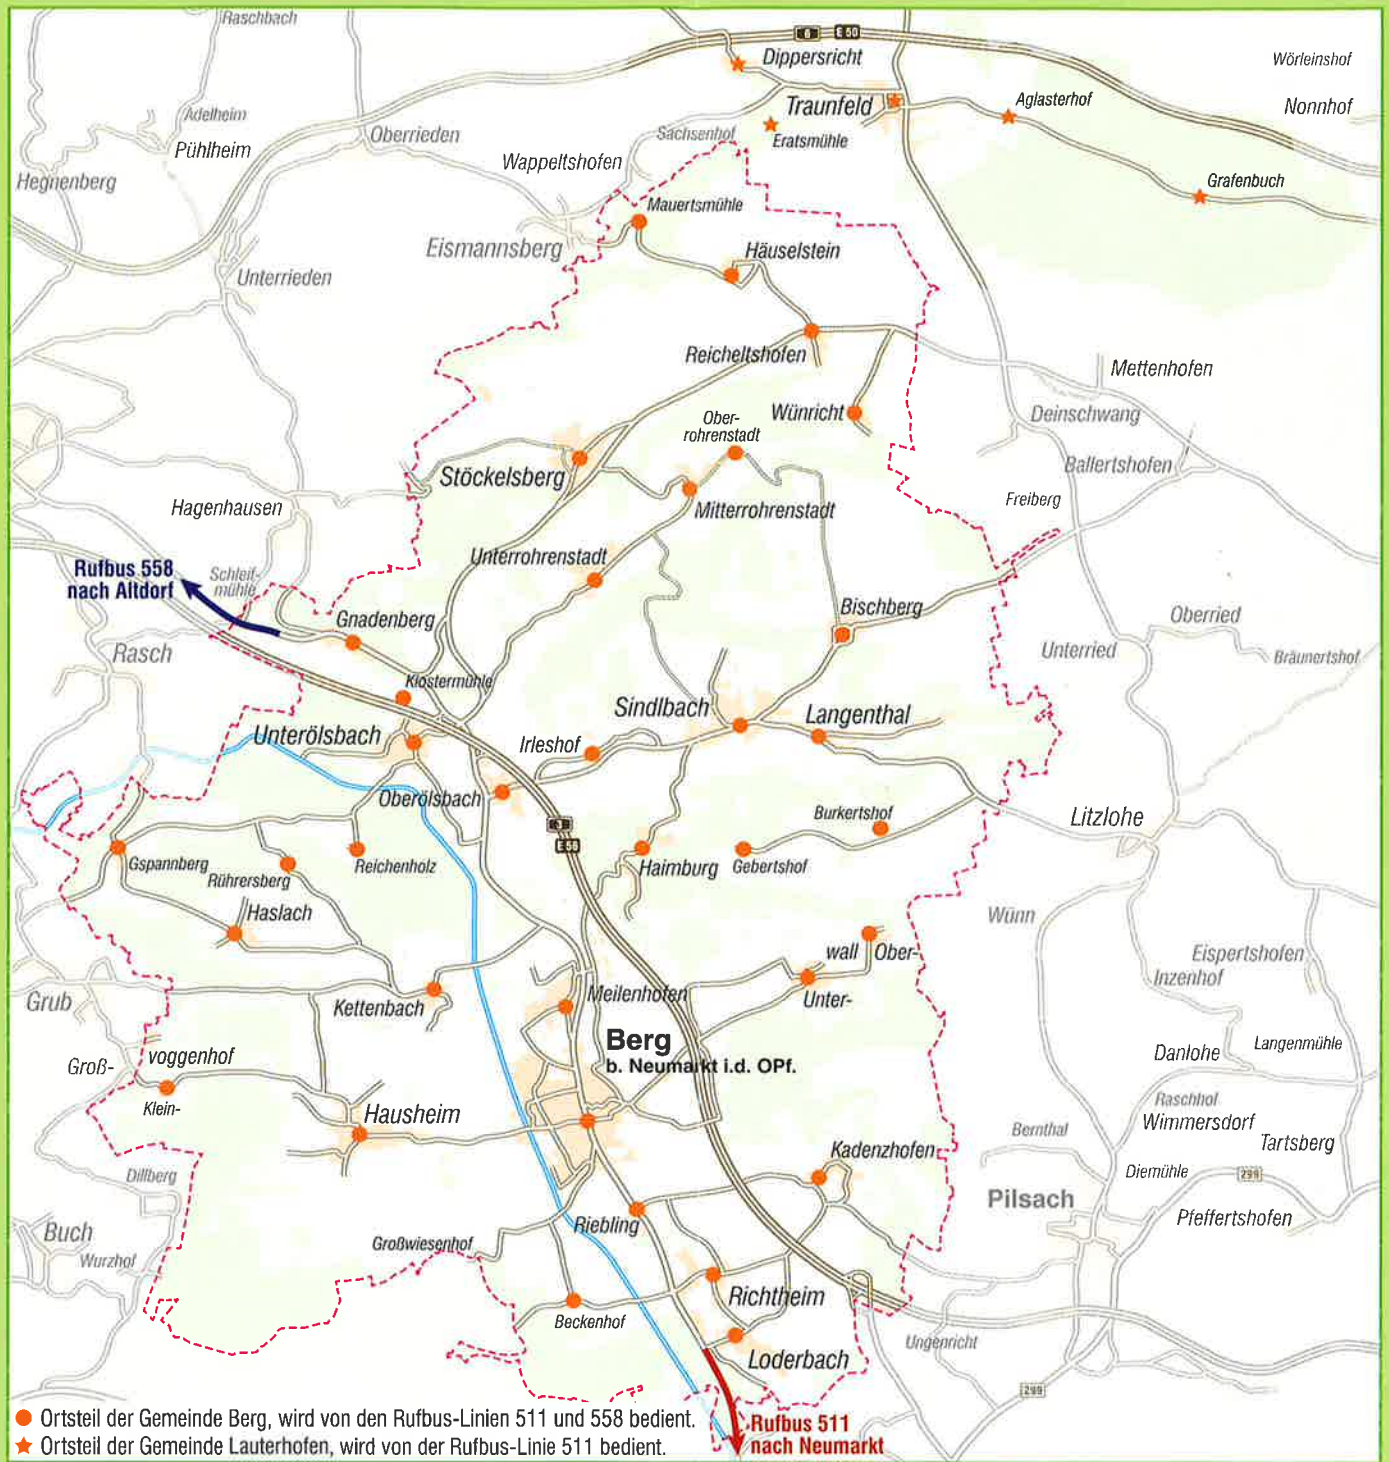 Raschbach
6
E 50
Dippersricht
Wörleinshof
Nonnhof
Traunfeld
Aglasterhof
Adelheim
Pühlheim
Oberrieden
Sachsenhof
Eratsmühle
Wappeltshofen
Hegnenberg
Grafenbuch
Mauertsmühle
Eismannsberg
Häuselstein
Unterrieden
Reicheltshofen
Mettenhofen
Wünricht
Deinschwang
Ober-
rohrenstadt
Ballertshofen
Stöckelsberg
Hagenhausen
Mitterrohrenstadt
Freiberg
Unterrohrenstadt
Rufbus 558
nach Altdorf
Schleif-
mühle
Gnadenberg
Bischberg
Oberried
Unterried
Bräunertshof
Rasch
Klostermühle
Sindlbach
Langenthal
Unterölsbach
Irleshof
Oberölsbach
Burkertshof
Litzlohe
3
E 56
Gspannberg
Rührersberg
Reichenholz
Haimburg
Gebertshof
Haslach
Wünn
wall
Ober-
Unter-
Eispertshofen
Inzenhof
Grub
Kettenbach
Meilenhofen
Berg
b. Neumarkt i.d. OPf.
Groß-
voggenhof
Klein-
Danlohe
Langenmühle
Raschhof
Wimmersdorf
Tartsberg
Hausheim
Bernthal
Kadenzhofen
Diemühle
299
Dillberg
Pilsach
Pfeffertshofen
Buch
Wurzhof
Großwiesenhof
Riebling
Richtheim
Beckenhof
Ungenricht
Loderbach
299
Ortsteil der Gemeinde Berg, wird von den Rufbus-Linien 511 und 558 bedient.
Ortsteil der Gemeinde Lauterhofen, wird von der Rufbus-Linie 511 bedient.
Rufbus 511
nach Neumarkt